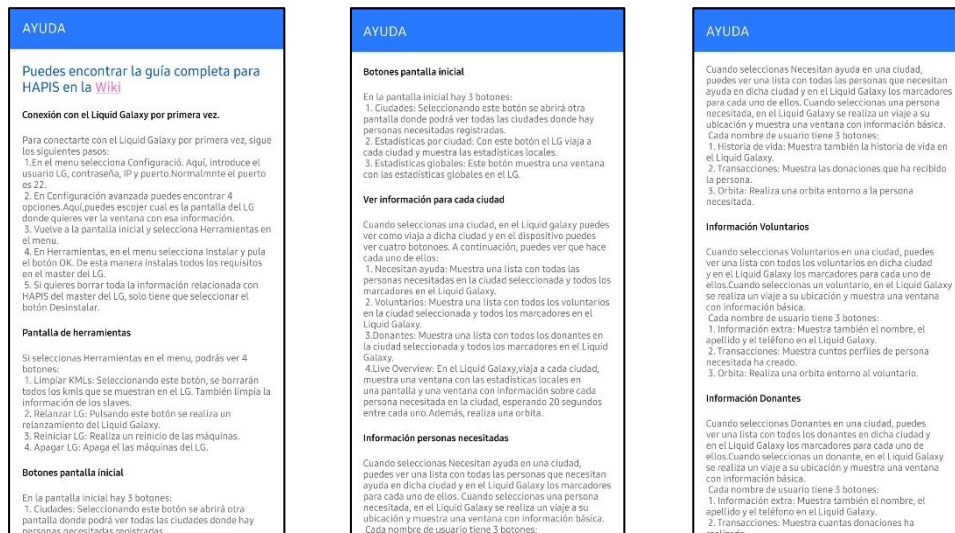 AYUDA
Puedes encontrar la guía completa para
HAPIS en la Wiki
Conexión con el Liquid Galaxy por primera vez.
Para conectarte con el Liquid Galaxy por primera vez, sigue
los siguientes pasos:
1.En el menu selecciona Configuració. Aquí, introduce el
usuario LG, contraseña, IP y puerto.Normalmnte el puerto
es 22.
2. En Configuración avanzada puedes encontrar 4
opciones.Aquí,puedes escojer cual es la pantalla del LG
donde quieres ver la ventana con esa información.
3. Vuelve a la pantalla inicial y selecciona Herramientas en
el menu.
4. En Herramientas, en el menu selecciona Instalar y pula
el botón OK. De esta manera instalas todos los requisitos
en el master del LG.
5. Si quieres borrar toda la información relacionada con
HAPIS del master del LG, solo tiene que seleccionar el
botón Desinstalar.
Pantalla de herramientas
Si seleccionas Herramientas en el menu, podrás ver 4
botones:
1. Limpiar KMLs: Seleccionando este botón, se borrarán
todos los kmls que se muestran en el LG. También limpia la
información de los slaves.
2. Relanzar LG: Pulsando este botón se realiza un
relanzamiento del Liquid Galaxy.
3. Reiniciar LG: Realiza un reinicio de las máquinas.
4. Apagar LG: Apaga el las máquinas del LG.
Botones pantalla inicial
En la pantalla inicial hay 3 botones:
1. Ciudades: Seleccionando este botón se abrirá otra
pantalla donde podrá ver todas las ciudades donde hay
personas necesitadas registradas.
AYUDA
Botones pantalla inicial
En la pantalla inicial hay 3 botones:
1. Ciudades: Seleccionando este botón se abrirá otra
pantalla donde podrá ver todas las ciudades donde hay
personas necesitadas registradas.
2. Estadísticas por ciudad: Con este botón el LG viaja a
cada ciudad y muestra las estadísticas locales.
3. Estadísticas globales: Este botón muestra una ventana
con las estadísticas globales en el LG.
Ver información para cada ciudad
Cuando seleccionas una ciudad, en el Liquid galaxy puedes
ver como viaja a dicha ciudad y en el dispositivo puedes
ver cuatro botonoes. A continuación, puedes ver que hace
cada uno de ellos:
1. Necesitan ayuda: Muestra una lista con todas las
personas necesitadas en la ciudad seleccionada y todos los
marcadores en el Liquid Galaxy.
2. Voluntarios: Muestra una lista con todos los voluntarios
en la ciudad seleccionada y todos los marcadores en el
Liquid Galaxy.
3.Donantes: Muestra una lista con todos los donantes en
la ciudad seleccionada y todos los marcadores en el Liquid
Galaxy.
4.Live Overview: En el Liquid Galaxy,viaja a cada ciudad,
muestra una ventana con las estadísticas locales en
una pantalla y una ventana con información sobre cada
persona necesitada en la ciudad, esperando 20 segundos
entre cada uno.Además, realiza una orbita.
Información personas necesitadas
Cuando seleccionas Necesitan ayuda en una ciudad,
puedes ver una lista con todas las personas que necesitan
ayuda en dicha ciudad y en el Liquid Galaxy los marcadores
para cada uno de ellos. Cuando seleccionas una persona
necesitada, en el Liquid Galaxy se realiza un viaje a su
ubicación y muestra una ventana con información básica.
Cada nombre de usuario tiene 3 botones:
AYUDA
Cuando seleccionas Necesitan ayuda en una ciudad,
puedes ver una lista con todas las personas que necesitan
ayuda en dicha ciudad y en el Liquid Galaxy los marcadores
para cada uno de ellos. Cuando seleccionas una persona
necesitada, en el Liquid Galaxy se realiza un viaje a su
ubicación y muestra una ventana con información básica.
Cada nombre de usuario tiene 3 botones:
1. Historia de vida: Muestra también la historia de vida en
el Liquid Galaxy.
2. Transacciones: Muestra las donaciones que ha recibido
la persona.
3. Orbita: Realiza una orbita entorno a la persona
necesitada.
Información Voluntarios
Cuando seleccionas Voluntarios en una ciudad, puedes
ver una lista con todos los voluntarios en dicha ciudad
y en el Liquid Galaxy los marcadores para cada uno de
ellos.Cuando seleccionas un voluntario, en el Liquid Galaxy
se realiza un viaje a su ubicación y muestra una ventana
con información básica.
Cada nombre de usuario tiene 3 botones:
1. Información extra: Muestra también el nombre, el
apellido y el teléfono en el Liquid Galaxy.
2. Transacciones: Muestra cuntos perfiles de persona
necesitada ha creado.
3. Orbita: Realiza una orbita entorno al voluntario.
Información Donantes
Cuando seleccionas Donantes en una ciudad, puedes
ver una lista con todos los donantes en dicha ciudad y
en el Liquid Galaxy los marcadores para cada uno de
ellos.Cuando seleccionas un donante, en el Liquid Galaxy
se realiza un viaje a su ubicación y muestra una ventana
con información básica.
Cada nombre de usuario tiene 3 botones:
1. Información extra: Muestra también el nombre, el
apellido y el teléfono en el Liquid Galaxy.
2. Transacciones: Muestra cuantas donaciones ha